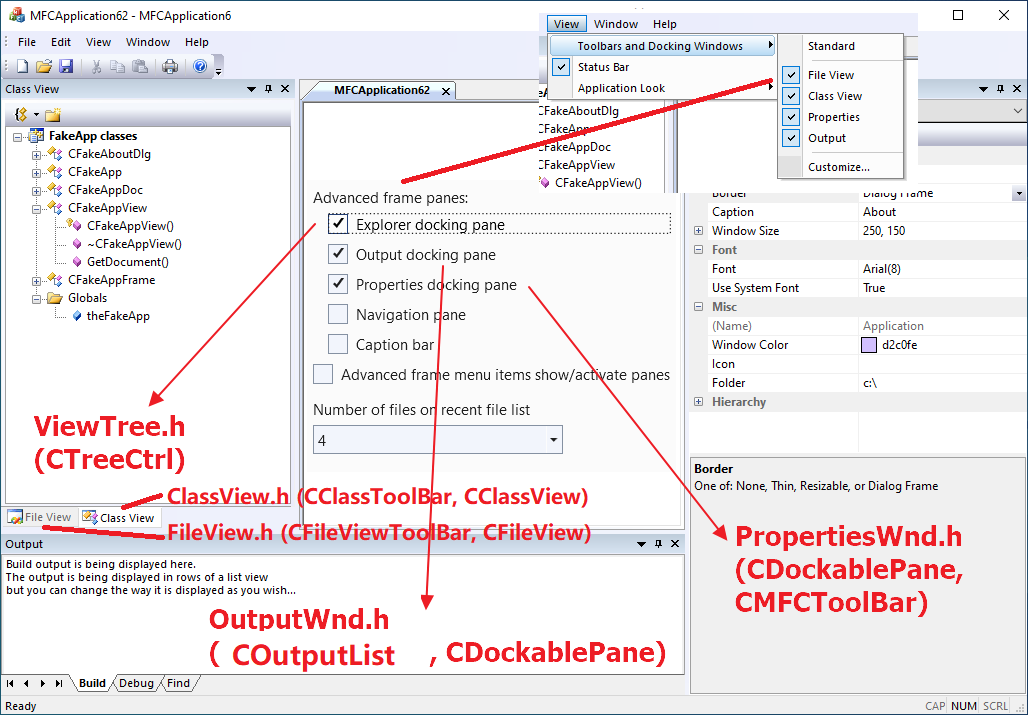 MFCApplication62 - MFCApplication6
File Edit View Window Help
View Window Help
Toolbars and Docking Windows
Status Bar
Application Look
Standard
File View
Class View
Properties
Output
Customize...
Class View
FakeApp classes
CFakeAboutDlg
CFakeApp
CFakeAppDoc
CFakeAppView
CFakeAppView()
~CFakeAppView()
GetDocument()
CFakeAppFrame
Globals
theFakeApp
MFCApplication62
CFakeAboutDlg
CFakeApp
CFakeAppDoc
CFakeAppView
CFakeAppView()
Advanced frame panes:
Explorer docking pane
Output docking pane
Properties docking pane
Navigation pane
Caption bar
Advanced frame menu items show/activate panes
Number of files on recent file list
4
Border Dialog Frame
Caption About
Window Size 250, 150
Font
Font Arial(8)
Use System Font True
Misc
(Name) Application
Window Color d2c0fe
Icon
Folder c:\
Hierarchy
Border
One of: None, Thin, Resizable, or Dialog Frame
ViewTree.h
(CTreeCtrl)
ClassView.h (CClassToolBar, CClassView)
FileView.h (CFileViewToolBar, CFileView)
File View Class View
PropertiesWnd.h
(CDockablePane,
CMFCToolBar)
Output
Build output is being displayed here.
The output is being displayed in rows of a list view
but you can change the way it is displayed as you wish...
OutputWnd.h
( COutputList , CDockablePane)
Build Debug Find
Ready
CAP NUM SCRL